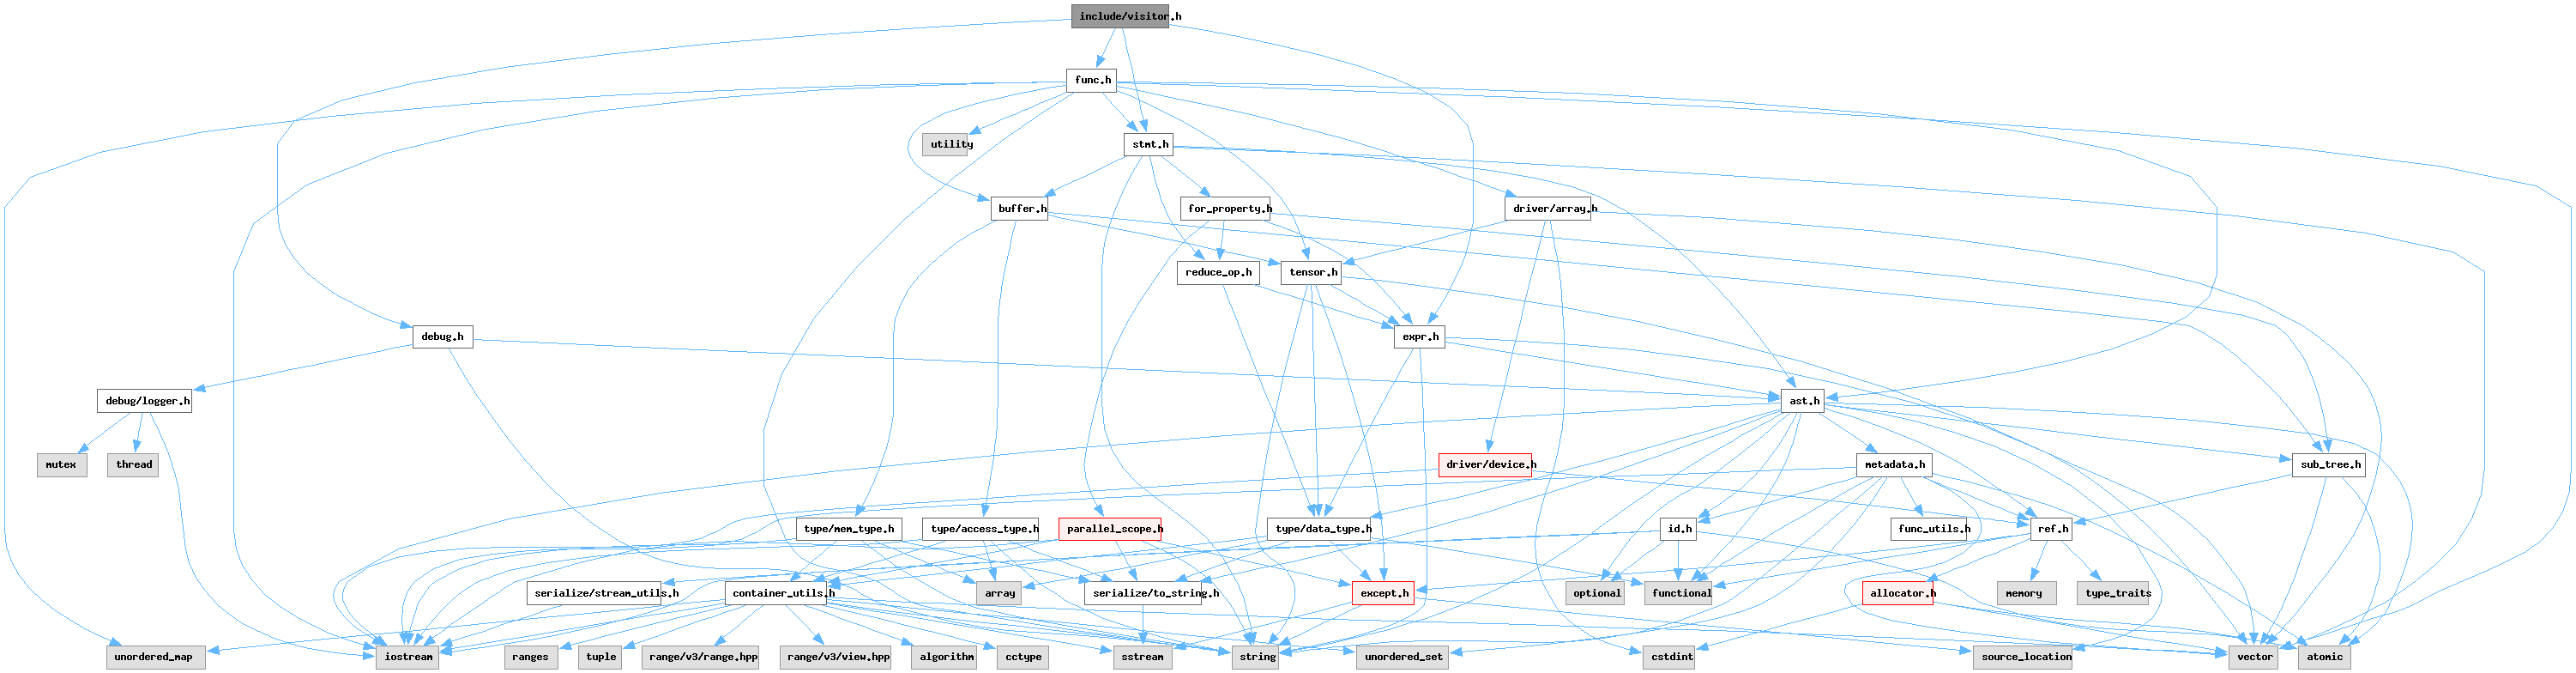 include/visitor.h
func.h
utility
stmt.h
buffer.h
for_property.h
driver/array.h
reduce_op.h
tensor.h
debug.h
expr.h
debug/logger.h
ast.h
mutex
thread
driver/device.h
metadata.h
sub_tree.h
type/mem_type.h
type/access_type.h
parallel_scope.h
type/data_type.h
id.h
func_utils.h
ref.h
serialize/stream_utils.h
container_utils.h
array
serialize/to_string.h
except.h
optional
functional
allocator.h
memory
type_traits
unordered_map
iostream
ranges
tuple
range/v3/range.hpp
range/v3/view.hpp
algorithm
cctype
sstream
string
unordered_set
cstdint
source_location
vector
atomic